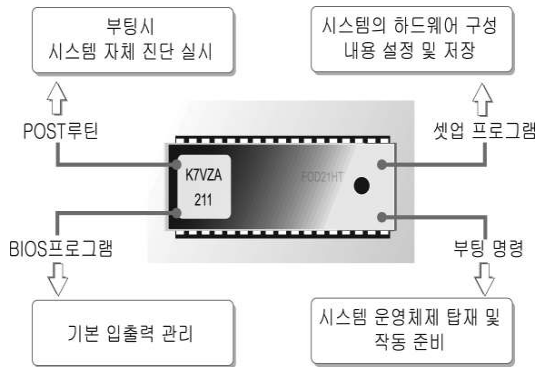 부팅시
시스템 자체 진단 실시
시스템의 하드웨어 구성
내용 설정 및 저장
POST루틴
셋업 프로그램
K7VZA
211
FOD21HT
BIOS프로그램
부팅 명령
기본 입출력 관리
시스템 운영체제 탑재 및
작동 준비